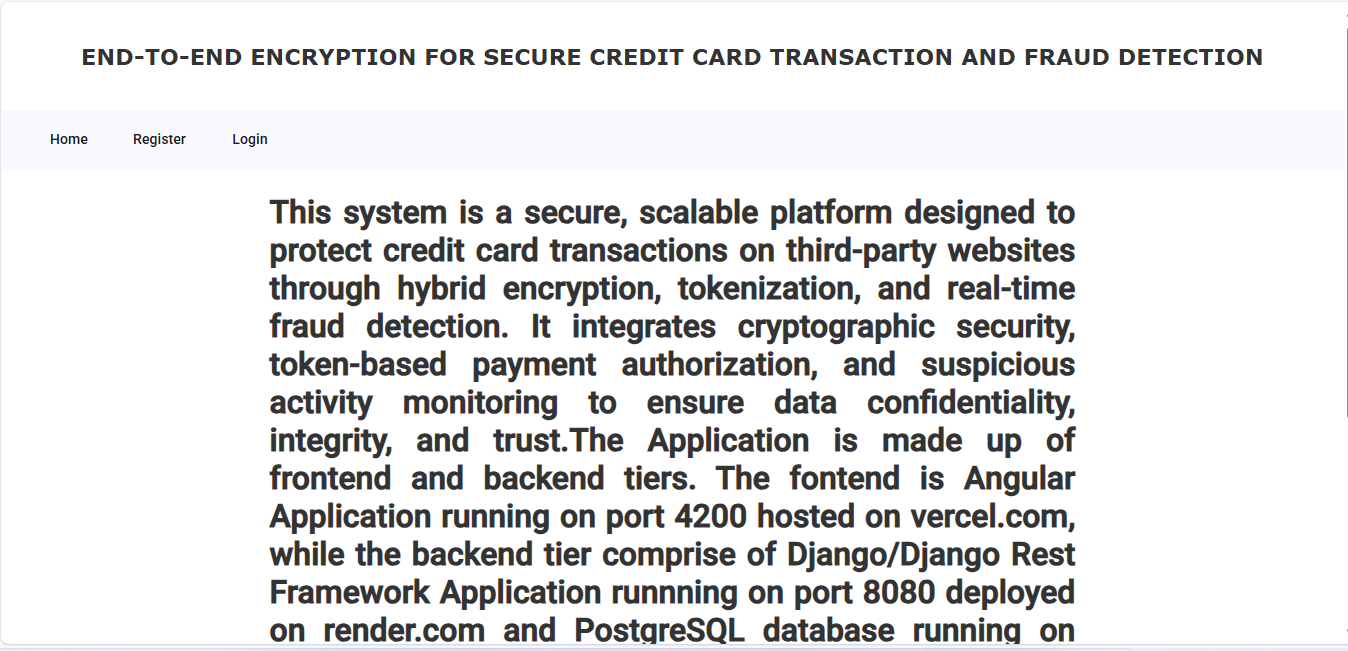 END-TO-END ENCRYPTION FOR SECURE CREDIT CARD TRANSACTION AND FRAUD DETECTION
Home Register Login
This system is a secure, scalable platform designed to
protect credit card transactions on third-party websites
through hybrid encryption, tokenization, and real-time
fraud detection. It integrates cryptographic security,
token-based payment authorization, and suspicious
activity monitoring to ensure data confidentiality,
integrity, and trust.The Application is made up of
frontend and backend tiers. The fontend is Angular
Application running on port 4200 hosted on vercel.com,
while the backend tier comprise of Django/Django Rest
Framework Application runnning on port 8080 deployed
on render.com and PostgreSQL database running on